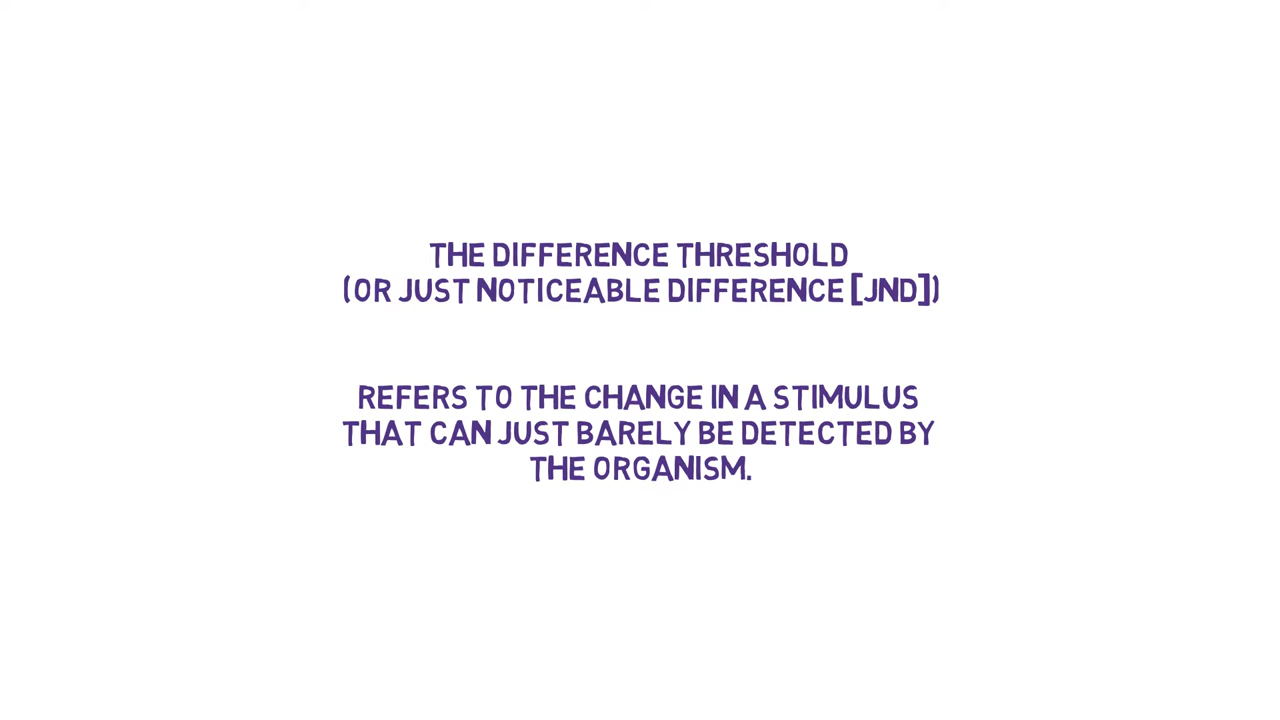 THE DIFFERENCE THRESHOLD
(OR JUST NOTICEABLE DIFFERENCE [JND])
REFERS TO THE CHANGE IN A STIMULUS
THAT CAN JUST BARELY BE DETECTED BY
THE ORGANISM.